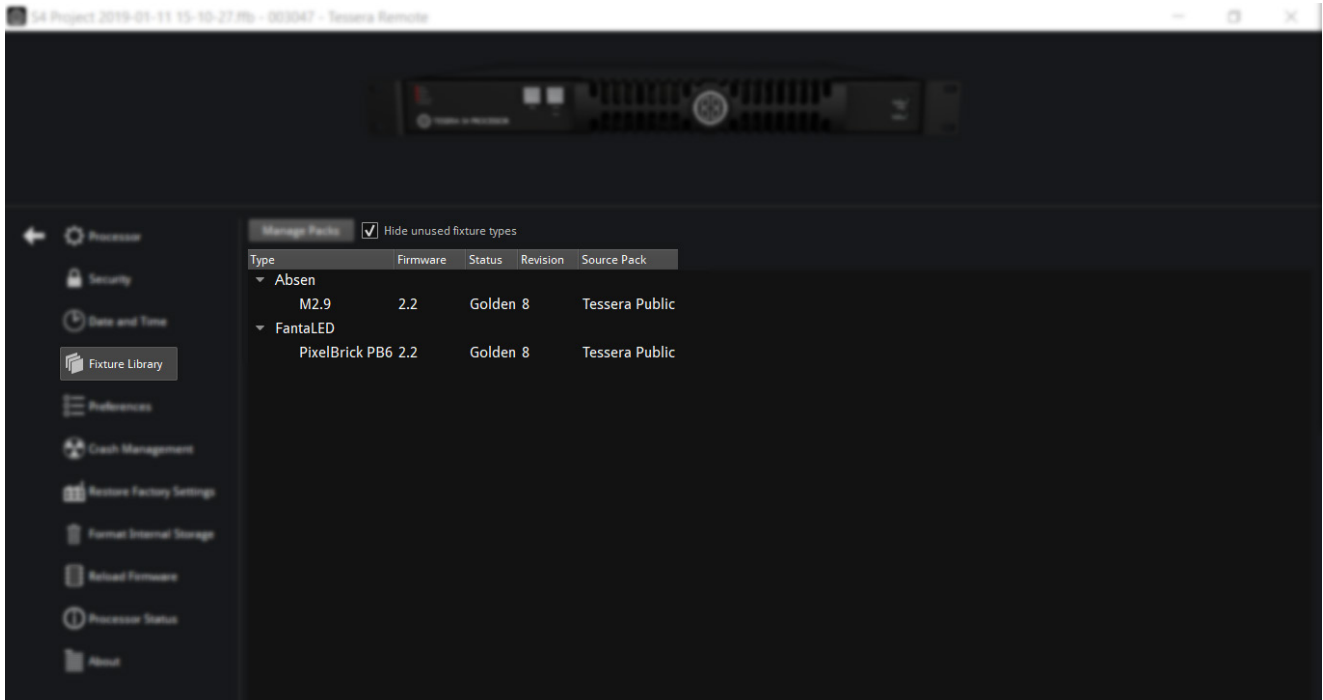 S4 Project 2019-01-11 15-10-27.ffb - 003047 - Tessera Remote
TESSERA S4 PROCESSOR
Processor
Security
Date and Time
Fixture Library
Preferences
Crash Management
Restore Factory Settings
Format Internal Storage
Reload Firmware
Processor Status
About
Manage Packs
Hide unused fixture types
Type Firmware Status Revision Source Pack
Absen
M2.9 2.2 Golden 8 Tessera Public
FantaLED
PixelBrick PB6 2.2 Golden 8 Tessera Public